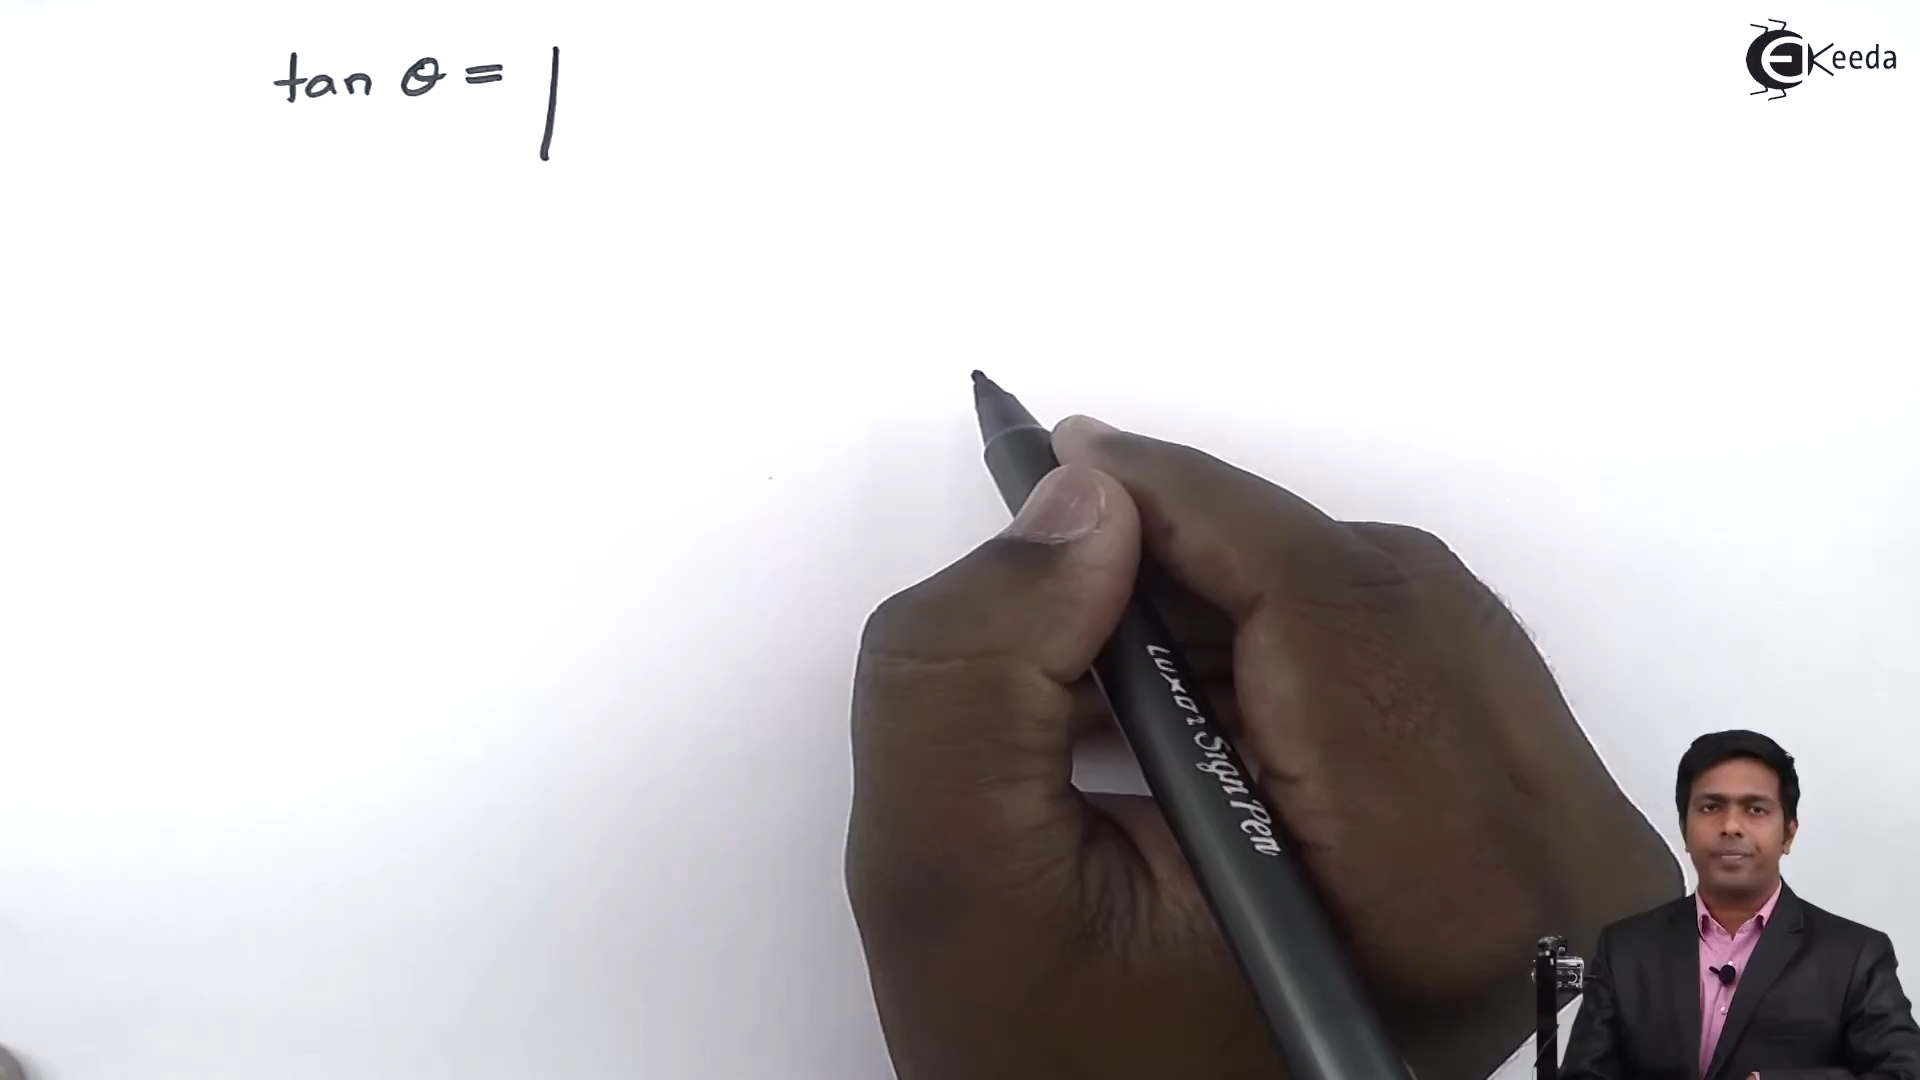 tan θ = |
Keeda
Luxor Sign Pen